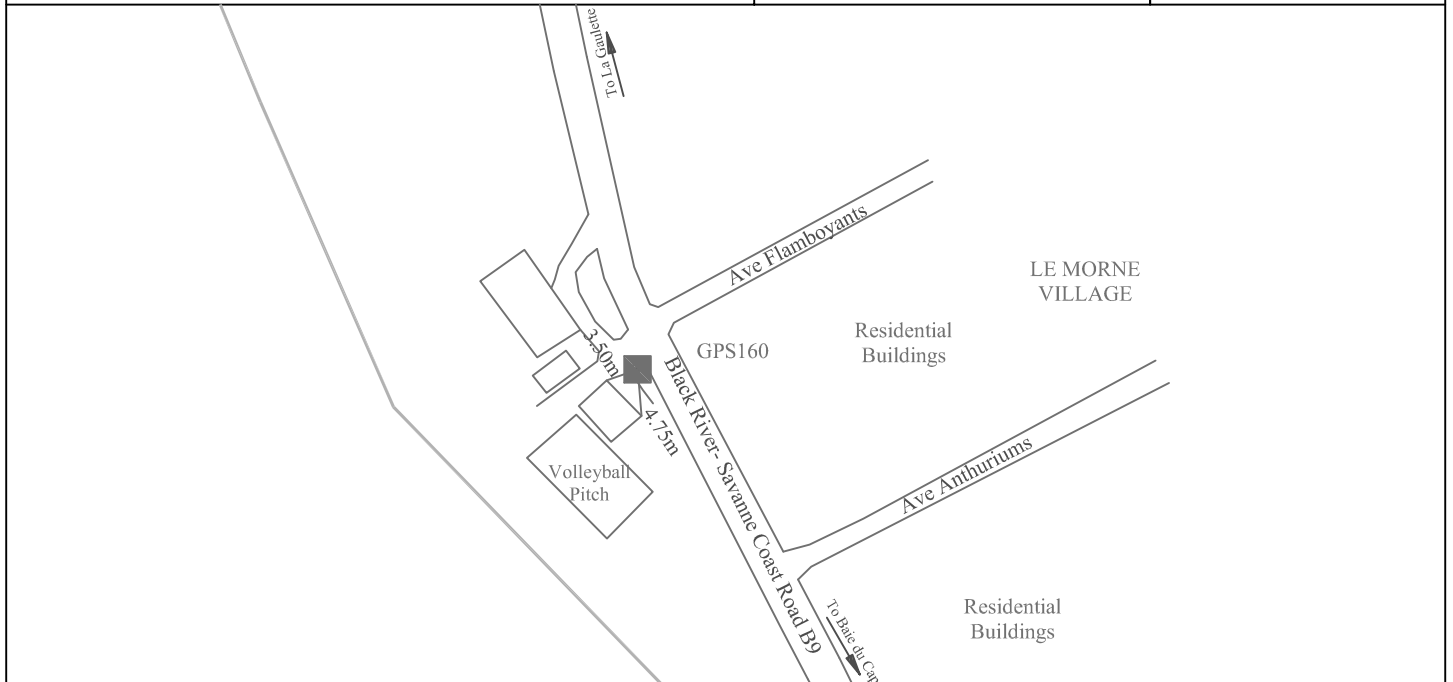 To La Gaulette
Ave Flamboyants
LE MORNE
VILLAGE
Residential
Buildings
GPS160
3.50m
4.75m
Black River- Savanne Coast Road B9
Volleyball
Pitch
Ave Anthuriums
Residential
Buildings
To Baie du Cap